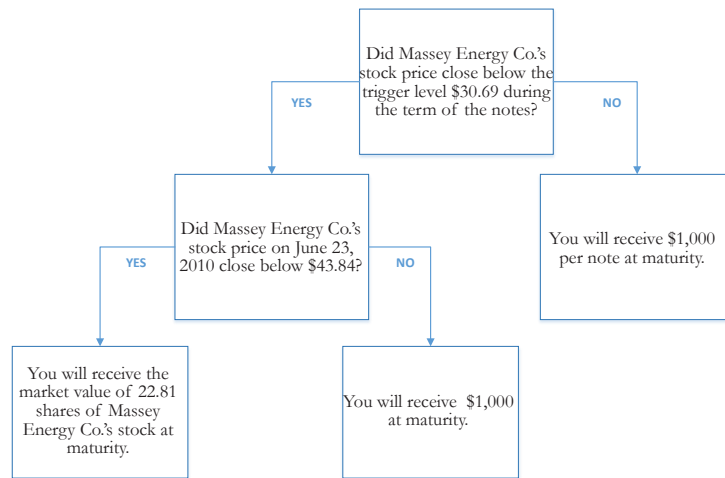 Did Massey Energy Co.'s
stock price close below the
trigger level $30.69 during
the term of the notes?
YES
NO
Did Massey Energy Co.'s
stock price on June 23,
2010 close below $43.84?
You will receive $1,000
per note at maturity.
YES
NO
You will receive the
market value of 22.81
shares of Massey
Energy Co.'s stock at
maturity.
You will receive $1,000
at maturity.